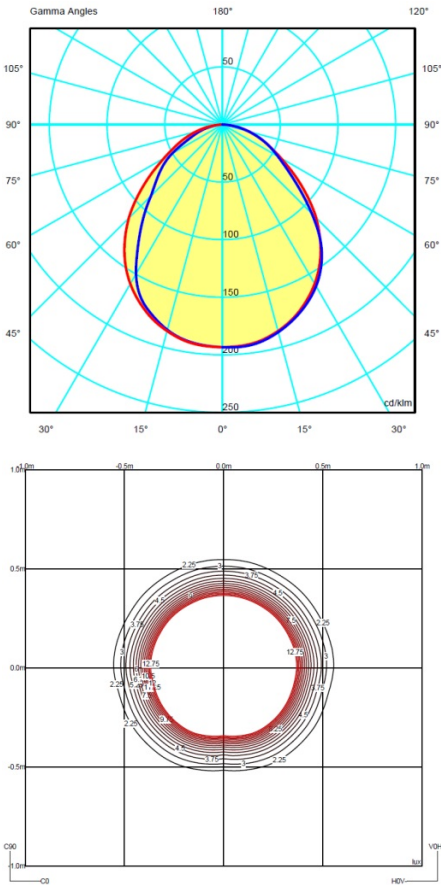 Gamma Angles 180° 120°
50
105° 105°
90° 90°
50
75° 75°
100
60° 60°
150
45° 45°
200
250 cd/klm
30° 15° 0° 15° 30°
-1.0m -0.5m 0.0m 0.5m 1.0m
1.0m
2.25 3
3.75
0.5m
4.5 4.5
3.75 2.25
12.75 12.75
3 3
0.0m
2.25 3.75
9.75 4.5
2.25
4.5
3.75 3 2.25
-0.5m
-1.0m lux
C90 V0H
C0 H0V